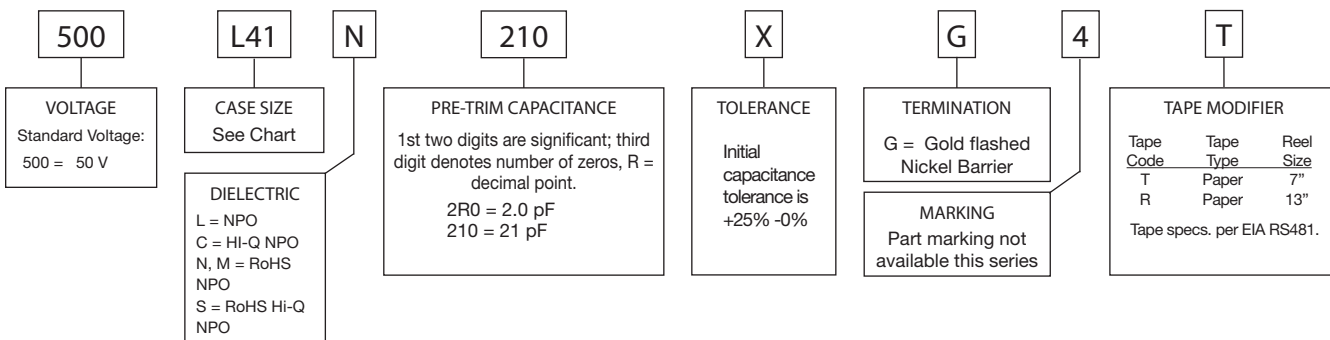 500 L41 N 210 X G 4 T
VOLTAGE
Standard Voltage:
500 = 50 V
CASE SIZE
See Chart
DIELECTRIC
L = NPO
C = HI-Q NPO
N, M = RoHS
NPO
S = RoHS Hi-Q
NPO
PRE-TRIM CAPACITANCE
1st two digits are significant; third
digit denotes number of zeros, R =
decimal point.
2R0 = 2.0 pF
210 = 21 pF
TOLERANCE
Initial
capacitance
tolerance is
+25% -0%
TERMINATION
G = Gold flashed
Nickel Barrier
MARKING
Part marking not
available this series
TAPE MODIFIER
Tape Tape Reel
Code Type Size
T Paper 7”
R Paper 13”
Tape specs. per EIA RS481.